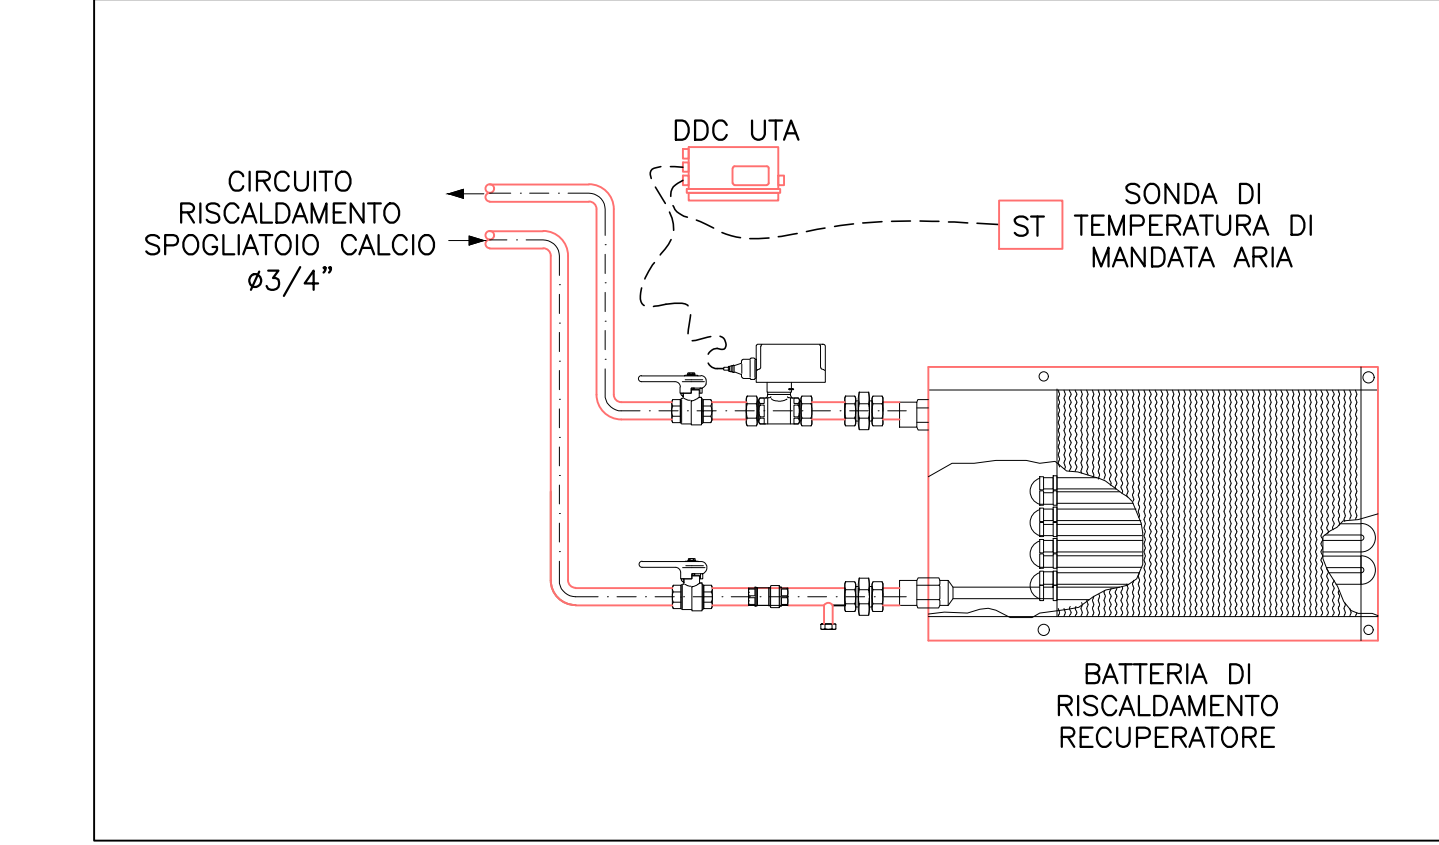 DDC UTA
CIRCUITO
RISCALDAMENTO
SPOGLIATOIO CALCIO
ø3/4”
ST
SONDA DI
TEMPERATURA DI
MANDATA ARIA
BATTERIA DI
RISCALDAMENTO
RECUPERATORE